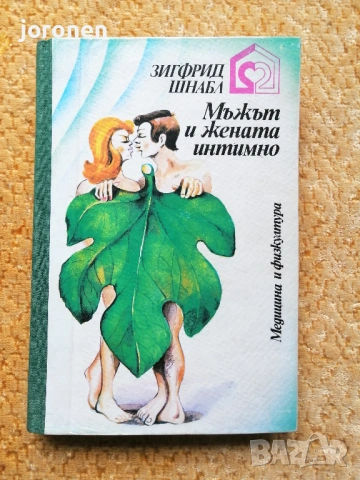 joronen
ЗИГФРИД
ШНАБЛ
Мъжът
и жената
интимно
Медицина и физкултура
BAZAR